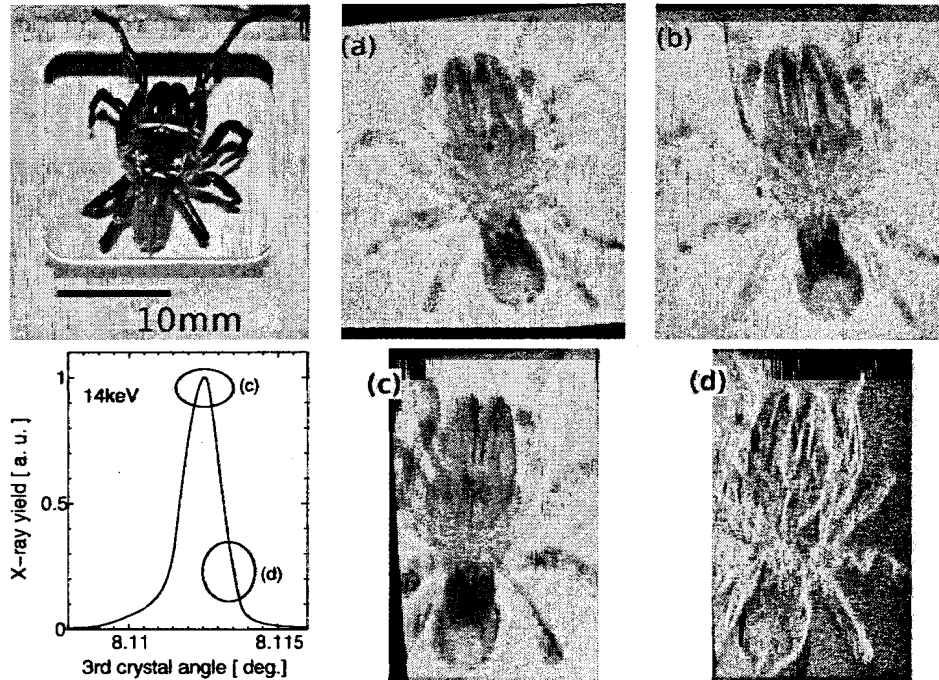 10mm
(a)
(b)
14keV
(c)
(d)
1
0.5
0
8.11
8.115
X-ray yield [ a. u. ]
3rd crystal angle [ deg.]
(c)
(d)